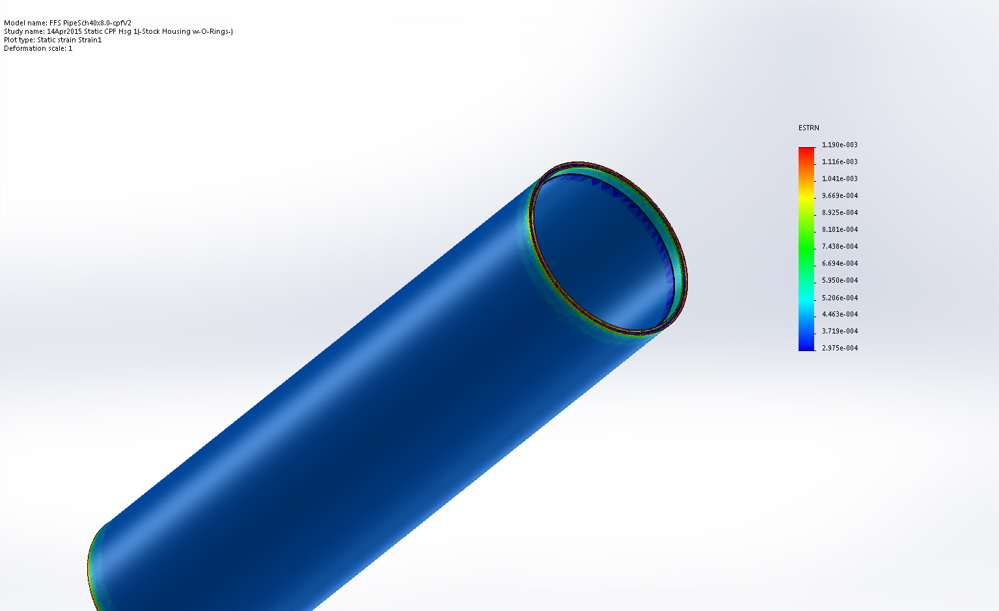 Model name: FFS PipeSch40x8.0-cpfV2
Study name: 14Apr2015 Static CPF Hsg 1(-Stock Housing w-O-Rings-)
Plot type: Static strain Strain1
Deformation scale: 1
ESTRN
1.190e-003
1.116e-003
1.041e-003
9.669e-004
8.925e-004
8.181e-004
7.438e-004
6.694e-004
5.950e-004
5.206e-004
4.463e-004
3.719e-004
2.975e-004